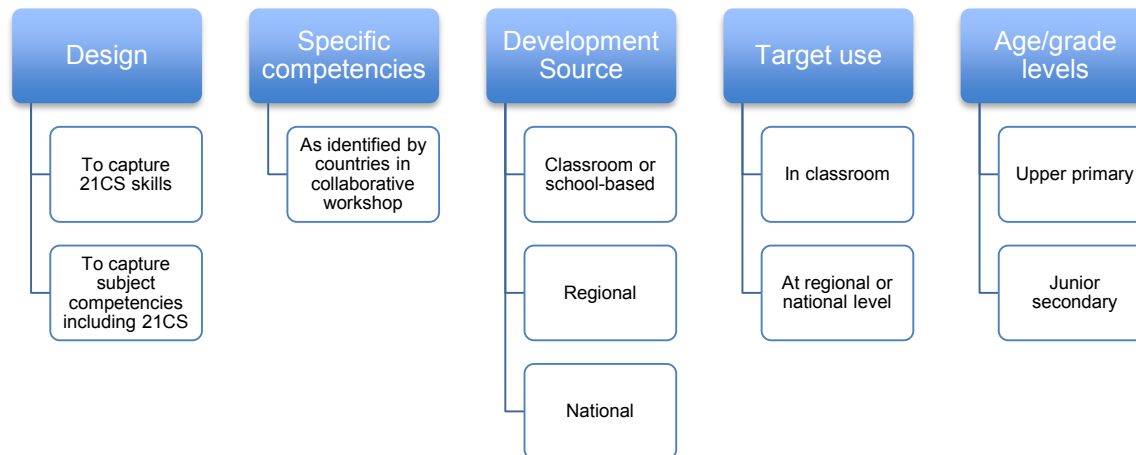 Design
To capture
21CS skills
To capture
subject
competencies
including 21CS
Specific
competencies
As identified by
countries in
collaborative
workshop
Development
Source
Classroom or
school-based
Regional
National
Target use
In classroom
At regional or
national level
Age/grade
levels
Upper primary
Junior
secondary